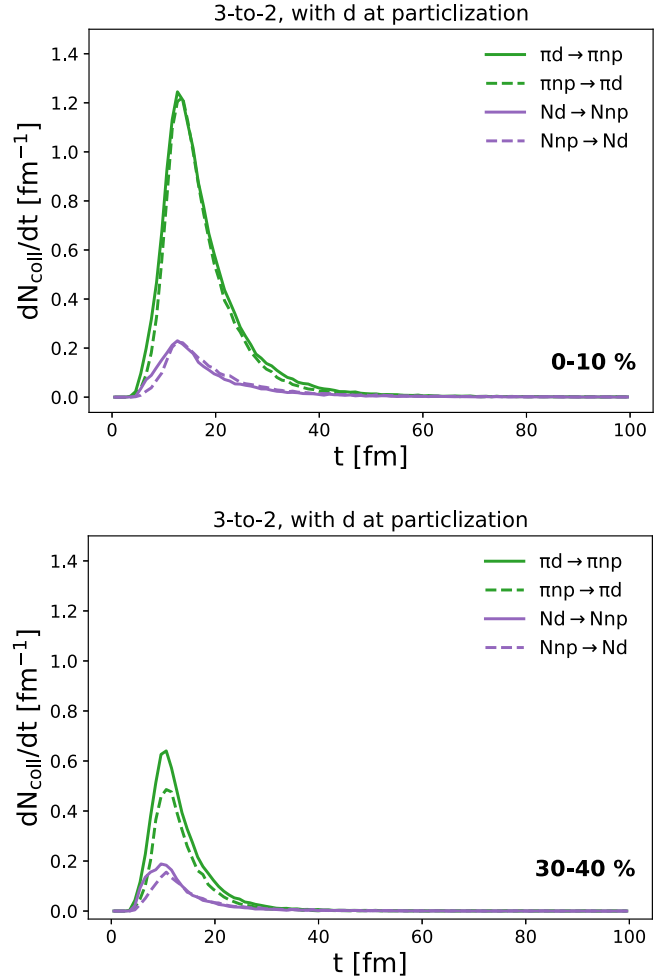 3-to-2, with d at particlization
dN_coll/dt [fm⁻¹]
1.4
1.2
1.0
0.8
0.6
0.4
0.2
0.0
πd → πnp
πnp → πd
Nd → Nnp
Nnp → Nd
0-10 %
0 20 40 60 80 100
t [fm]
3-to-2, with d at particlization
dN_coll/dt [fm⁻¹]
1.4
1.2
1.0
0.8
0.6
0.4
0.2
0.0
πd → πnp
πnp → πd
Nd → Nnp
Nnp → Nd
30-40 %
0 20 40 60 80 100
t [fm]